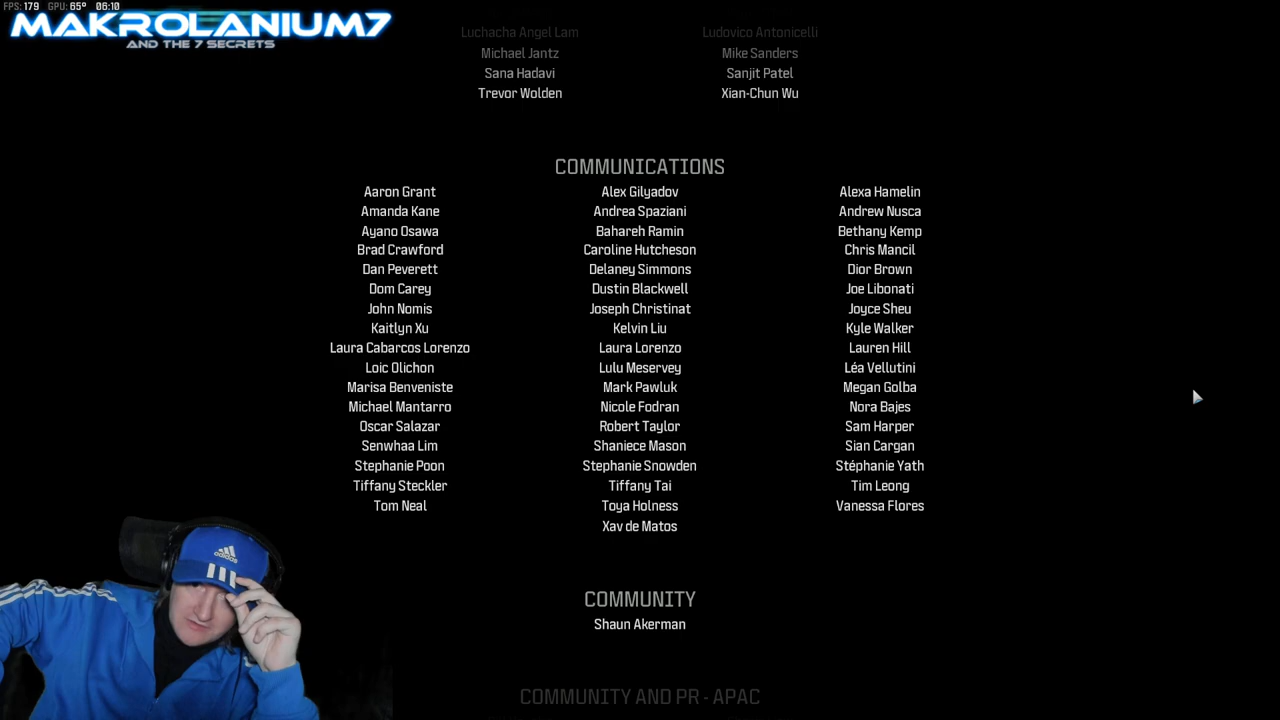 FPS: 179 GPU: 65° 06:10
MAKROLANIUM7
AND THE 7 SECRETS
Luchacha Angel Lam Ludovico Antonicelli
Michael Jantz Mike Sanders
Sana Hadavi Sanjit Patel
Trevor Wolden Xian-Chun Wu
COMMUNICATIONS
Aaron Grant Alex Gilyadov Alexa Hamelin
Amanda Kane Andrea Spaziani Andrew Nusca
Ayano Osawa Bahareh Ramin Bethany Kemp
Brad Crawford Caroline Hutcheson Chris Mancil
Dan Peverett Delaney Simmons Dior Brown
Dom Carey Dustin Blackwell Joe Libonati
John Nomis Joseph Christinat Joyce Sheu
Kaitlyn Xu Kelvin Liu Kyle Walker
Laura Cabarcos Lorenzo Laura Lorenzo Lauren Hill
Loic Olichon Lulu Meservey Léa Vellutini
Marisa Benveniste Mark Pawluk Megan Golba
Michael Mantarro Nicole Fodran Nora Bajes
Oscar Salazar Robert Taylor Sam Harper
Senwhaa Lim Shaniece Mason Sian Cargan
Stephanie Poon Stephanie Snowden Stéphanie Yath
Tiffany Steckler Tiffany Tai Tim Leong
Tom Neal Toya Holness Vanessa Flores
Xav de Matos
COMMUNITY
Shaun Akerman
COMMUNITY AND PR - APAC
adidas